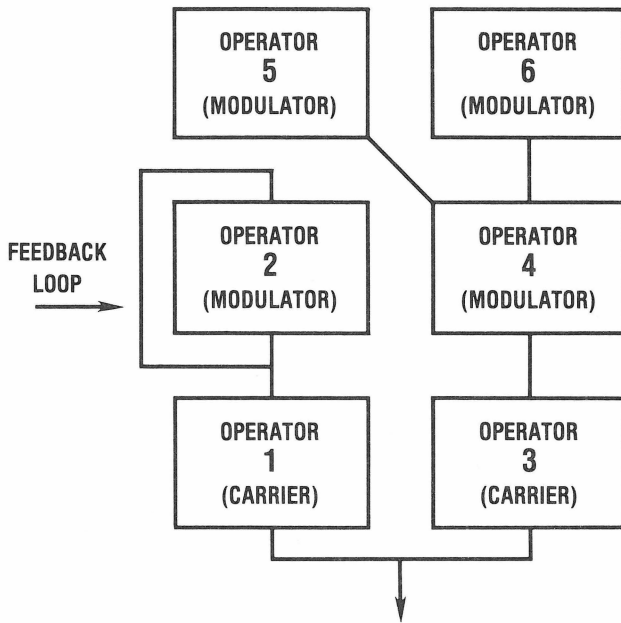 OPERATOR
5
(MODULATOR)
OPERATOR
6
(MODULATOR)
FEEDBACK
LOOP
OPERATOR
2
(MODULATOR)
OPERATOR
4
(MODULATOR)
OPERATOR
1
(CARRIER)
OPERATOR
3
(CARRIER)